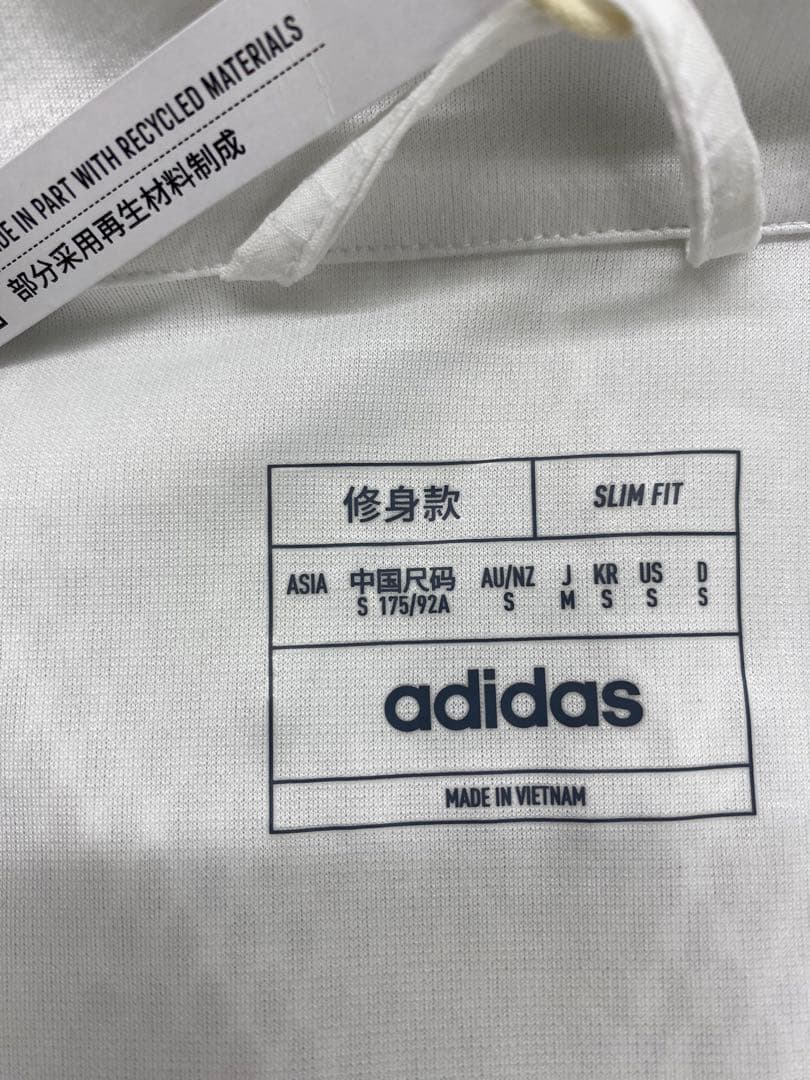 IN PART WITH RECYCLED MATERIALS
部分采用再生材料制成
修身款
SLIM FIT
ASIA 中国尺码 AU/NZ J KR US D
S 175/92A S M S S S
adidas
MADE IN VIETNAM